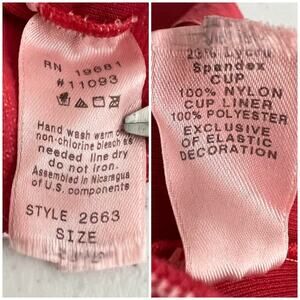 RN 19681
#11093
Hand wash warm
non-chlorine bleach as
needed line dry
do not iron.
Assembled in Nicaragua
of U.S. components
STYLE 2663
SIZE
Lycra
Spandex
CUP
100% NYLON
CUP LINER
100% POLYESTER
EXCLUSIVE
OF ELASTIC
DECORATION